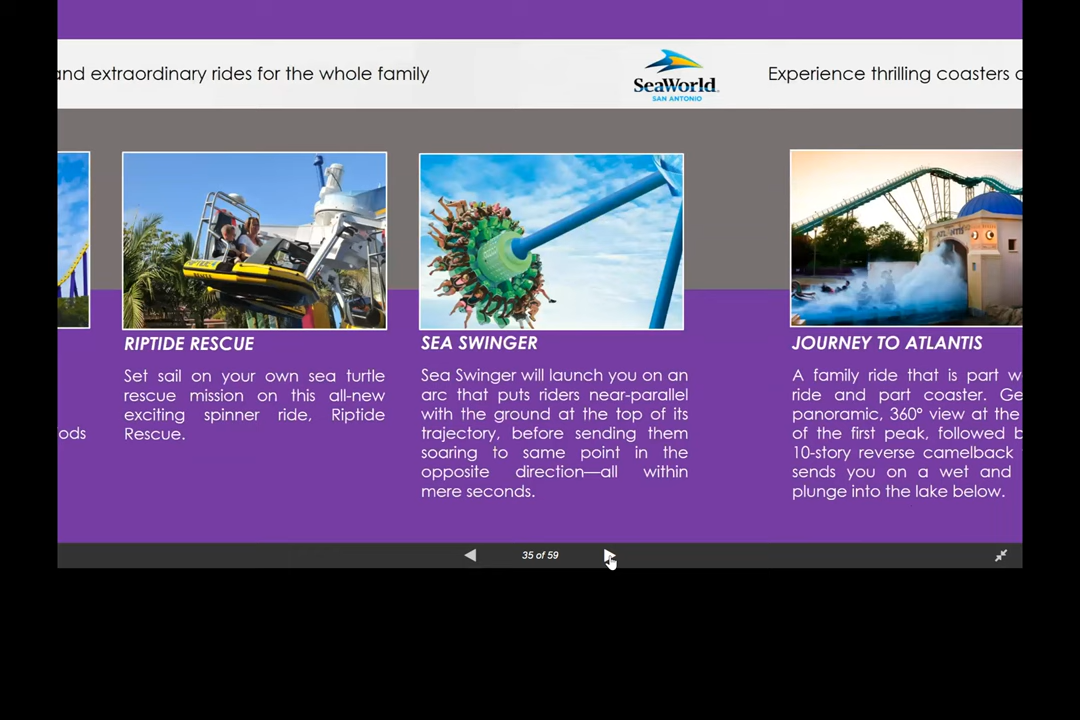 and extraordinary rides for the whole family
SeaWorld
SAN ANTONIO
Experience thrilling coasters
RIPTIDE RESCUE
Set sail on your own sea turtle
rescue mission on this all-new
exciting spinner ride, Riptide
Rescue.
ods
SEA SWINGER
Sea Swinger will launch you on an
arc that puts riders near-parallel
with the ground at the top of its
trajectory, before sending them
soaring to same point in the
opposite direction—all within
mere seconds.
JOURNEY TO ATLANTIS
A family ride that is part w
ride and part coaster. Ge
panoramic, 360° view at the
of the first peak, followed b
10-story reverse camelback
sends you on a wet and
plunge into the lake below.
35 of 59